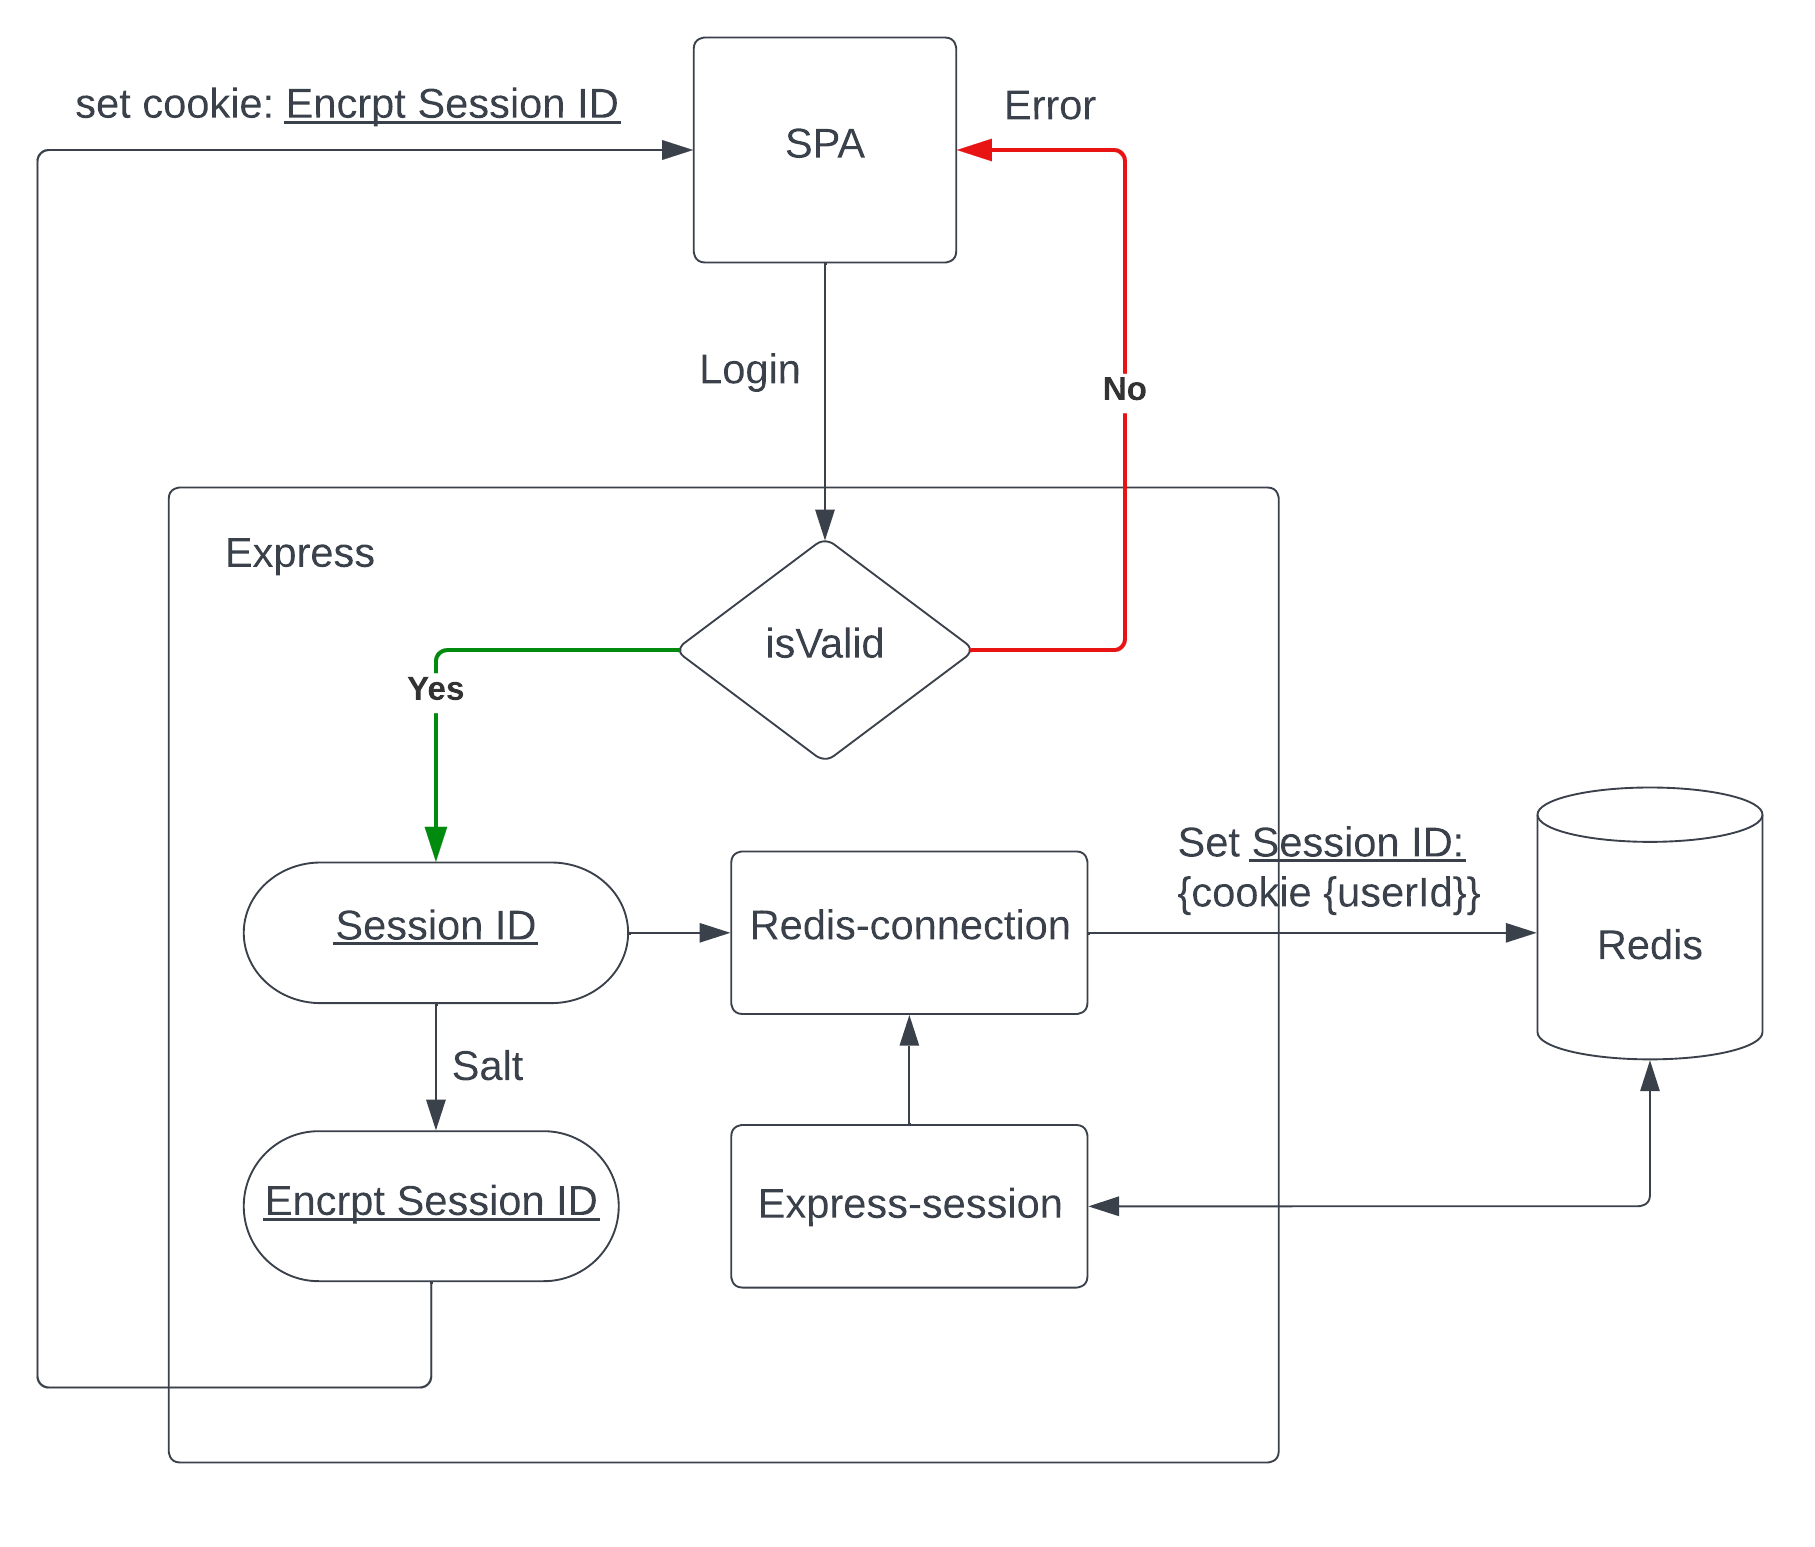 set cookie: Encrpt Session ID
SPA
Error
Login
No
Express
isValid
Yes
Set Session ID:
{cookie {userId}}
Session ID
Redis-connection
Redis
Salt
Encrpt Session ID
Express-session